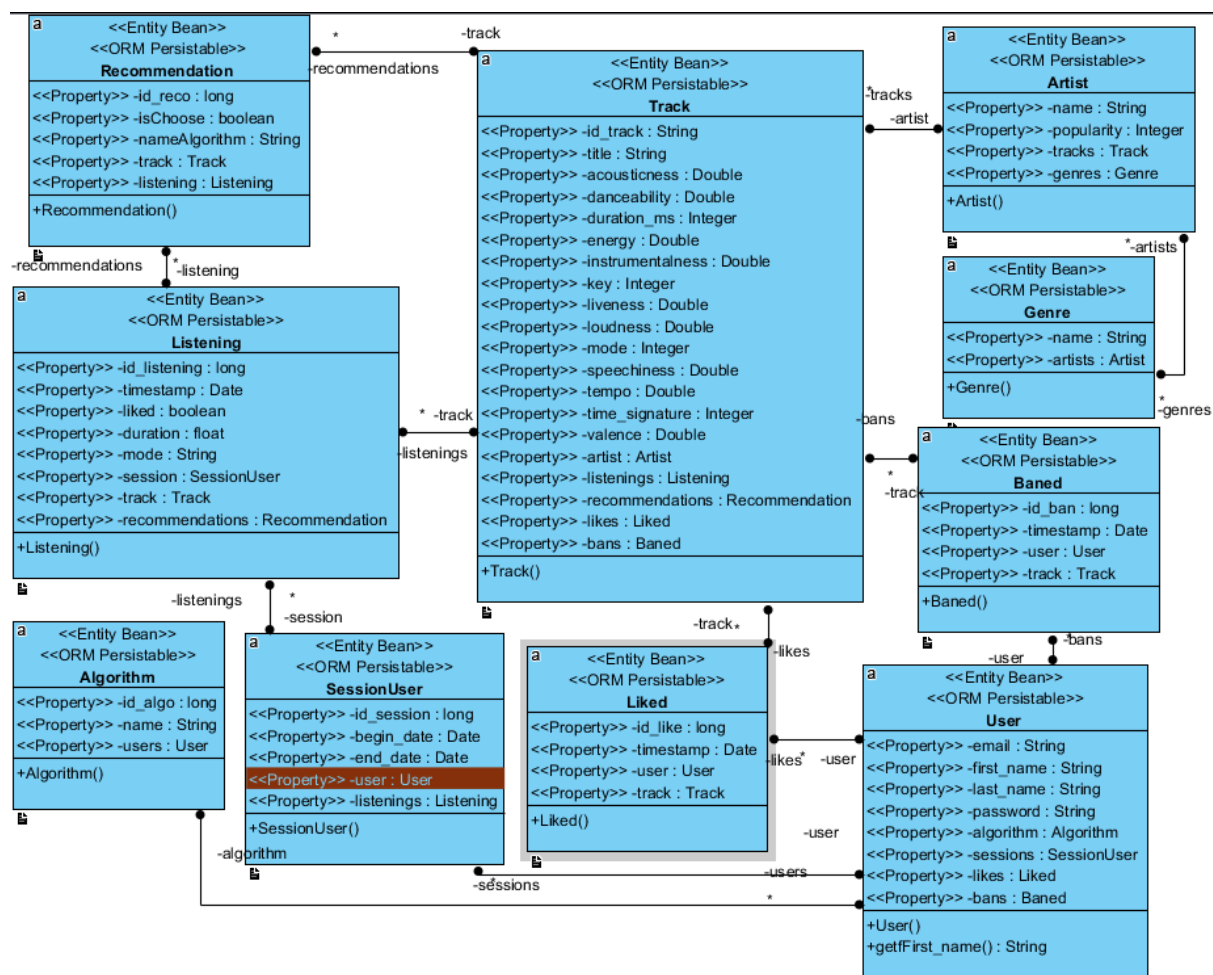 a
<<Entity Bean>>
<<ORM Persistable>>
Recommendation
<<Property>> -id_reco : long
<<Property>> -isChoose : boolean
<<Property>> -nameAlgorithm : String
<<Property>> -track : Track
<<Property>> -listening : Listening
+Recommendation()
*
-track
-recommendations
a
<<Entity Bean>>
<<ORM Persistable>>
Track
<<Property>> -id_track : String
<<Property>> -title : String
<<Property>> -acousticness : Double
<<Property>> -danceability : Double
<<Property>> -duration_ms : Integer
<<Property>> -energy : Double
<<Property>> -instrumentalness : Double
<<Property>> -key : Integer
<<Property>> -liveness : Double
<<Property>> -loudness : Double
<<Property>> -mode : Integer
<<Property>> -speechiness : Double
<<Property>> -tempo : Double
<<Property>> -time_signature : Integer
<<Property>> -valence : Double
<<Property>> -artist : Artist
<<Property>> -listenings : Listening
<<Property>> -recommendations : Recommendation
<<Property>> -likes : Liked
<<Property>> -bans : Baned
+Track()
*
-tracks
-artist
a
<<Entity Bean>>
<<ORM Persistable>>
Artist
<<Property>> -name : String
<<Property>> -popularity : Integer
<<Property>> -tracks : Track
<<Property>> -genres : Genre
+Artist()
*
-artists
a
<<Entity Bean>>
<<ORM Persistable>>
Genre
<<Property>> -name : String
<<Property>> -artists : Artist
+Genre()
*
-genres
-recommendations
*
-listening
a
<<Entity Bean>>
<<ORM Persistable>>
Listening
<<Property>> -id_listening : long
<<Property>> -timestamp : Date
<<Property>> -liked : boolean
<<Property>> -duration : float
<<Property>> -mode : String
<<Property>> -session : SessionUser
<<Property>> -track : Track
<<Property>> -recommendations : Recommendation
+Listening()
* -track
-listenings
-bans
*
-track
a
<<Entity Bean>>
<<ORM Persistable>>
Baned
<<Property>> -id_ban : long
<<Property>> -timestamp : Date
<<Property>> -user : User
<<Property>> -track : Track
+Baned()
-listenings
*
-session
a
<<Entity Bean>>
<<ORM Persistable>>
Algorithm
<<Property>> -id_algo : long
<<Property>> -name : String
<<Property>> -users : User
+Algorithm()
a
<<Entity Bean>>
<<ORM Persistable>>
SessionUser
<<Property>> -id_session : long
<<Property>> -begin_date : Date
<<Property>> -end_date : Date
<<Property>> -user : User
<<Property>> -listenings : Listening
+SessionUser()
-track
*
-likes
a
<<Entity Bean>>
<<ORM Persistable>>
Liked
<<Property>> -id_like : long
<<Property>> -timestamp : Date
<<Property>> -user : User
<<Property>> -track : Track
+Liked()
*
-bans
-user
a
<<Entity Bean>>
<<ORM Persistable>>
User
<<Property>> -email : String
<<Property>> -first_name : String
<<Property>> -last_name : String
<<Property>> -password : String
<<Property>> -algorithm : Algorithm
<<Property>> -sessions : SessionUser
<<Property>> -likes : Liked
<<Property>> -bans : Baned
+User()
+getfFirst_name() : String
-likes
*
-user
-user
-algorithm
-users
*
-sessions
*